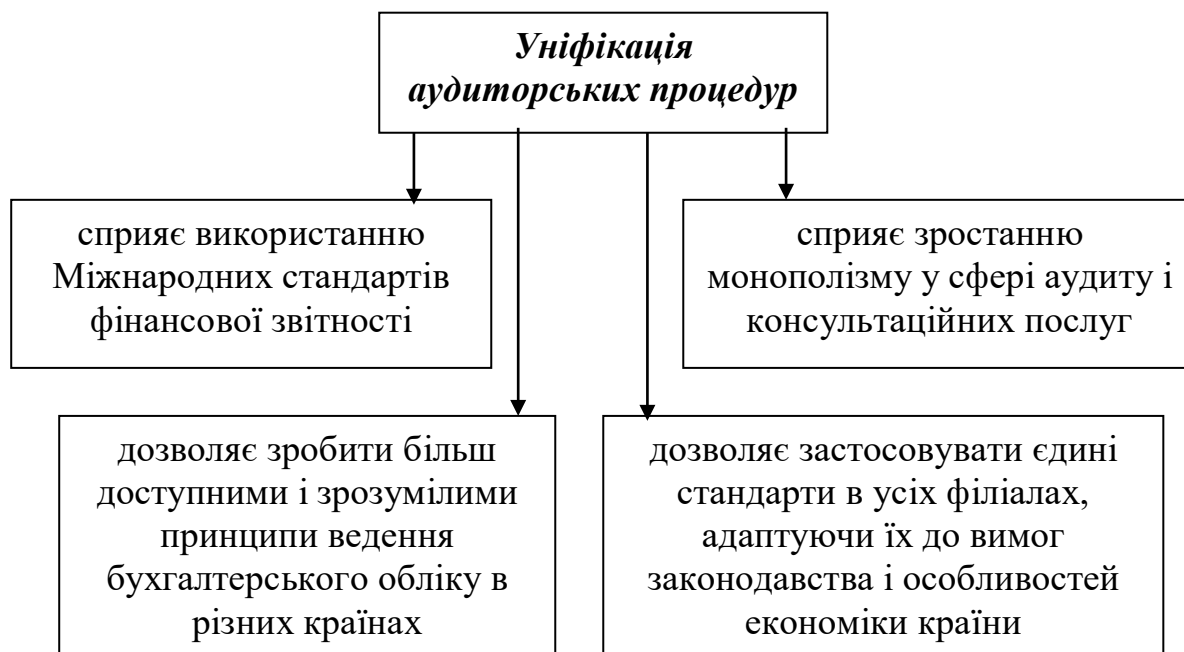 Уніфікація
аудиторських процедур
сприяє використанню
Міжнародних стандартів
фінансової звітності
сприяє зростанню
монополізму у сфері аудиту і
консультаційних послуг
дозволяє зробити більш
доступними і зрозумілими
принципи ведення
бухгалтерського обліку в
різних країнах
дозволяє застосовувати єдині
стандарти в усіх філіалах,
адаптуючи їх до вимог
законодавства і особливостей
економіки країни